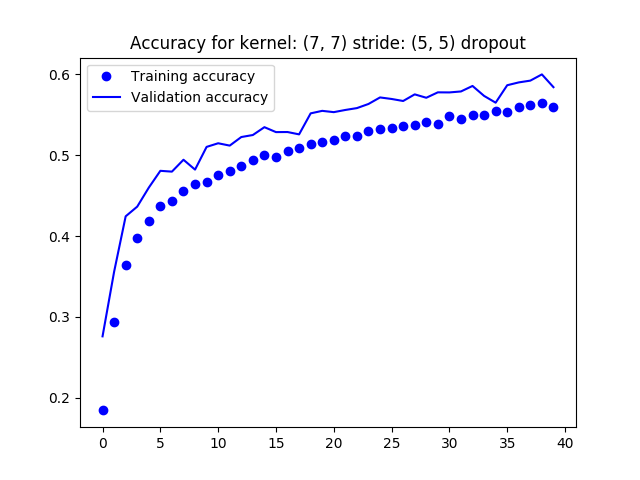 Accuracy for kernel: (7, 7) stride: (5, 5) dropout
Training accuracy
Validation accuracy
0.6
0.5
0.4
0.3
0.2
0 5 10 15 20 25 30 35 40